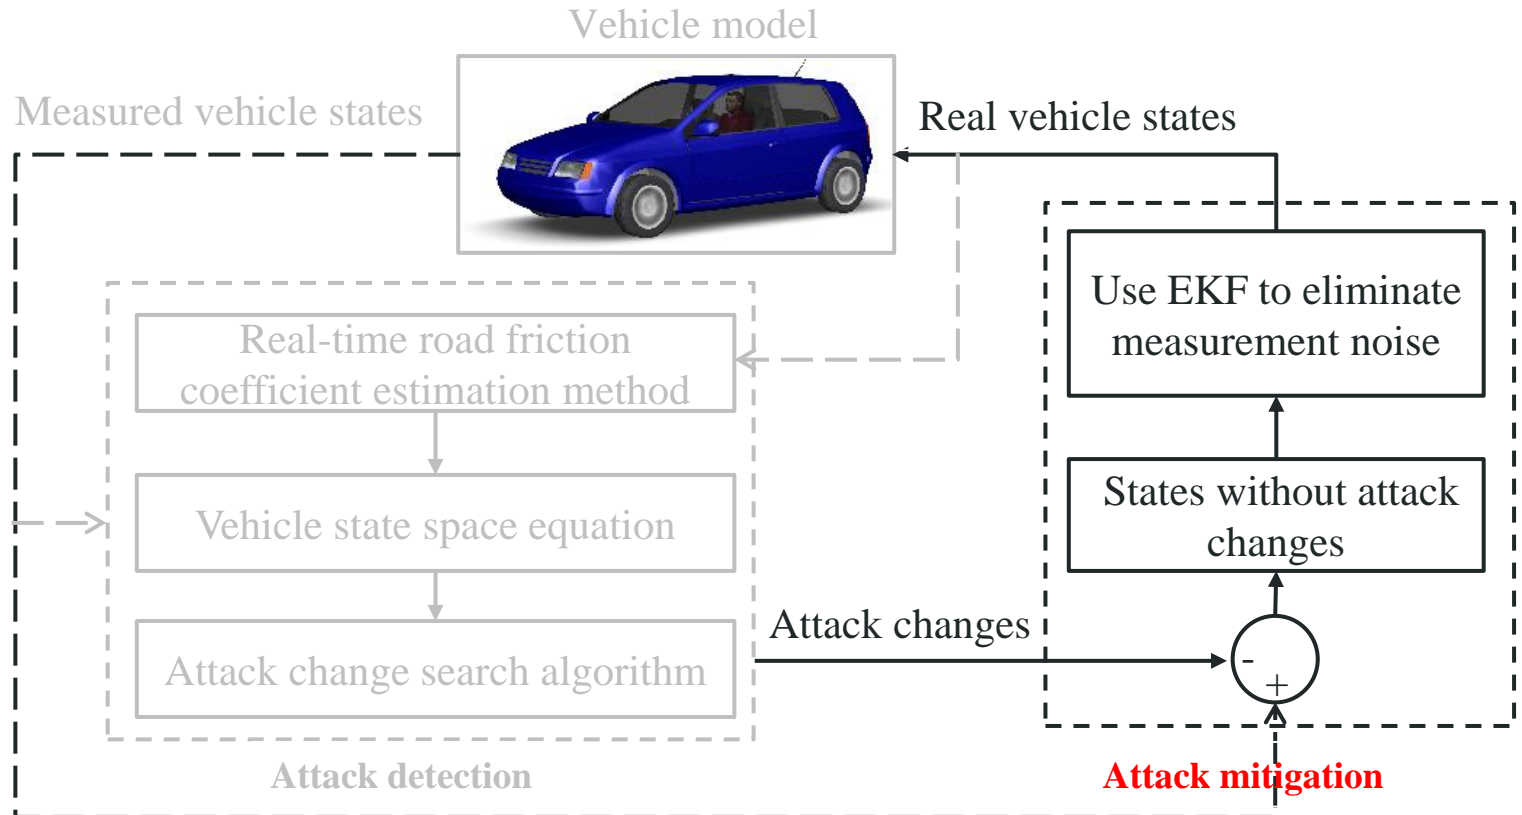 Vehicle model
Measured vehicle states
Real vehicle states
Real-time road friction
coefficient estimation method
Vehicle state space equation
Attack change search algorithm
Attack detection
Attack changes
Use EKF to eliminate
measurement noise
States without attack
changes
-
+
Attack mitigation